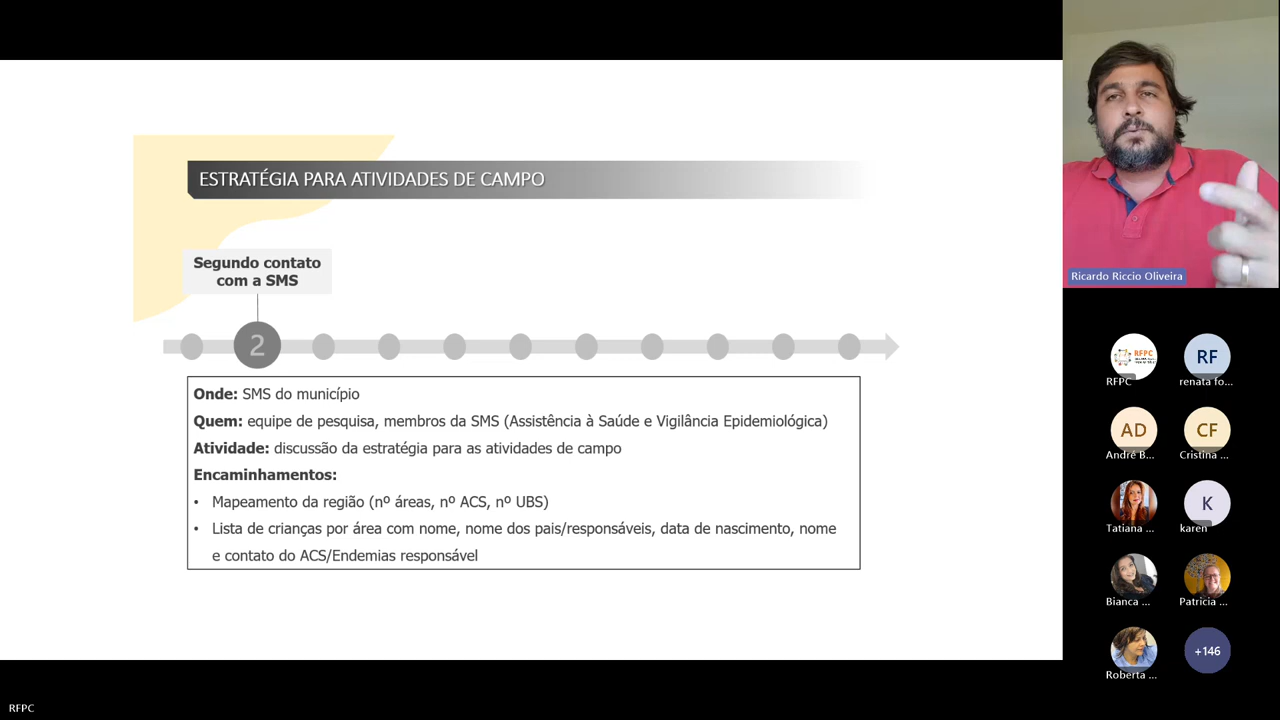 ESTRATÉGIA PARA ATIVIDADES DE CAMPO
Segundo contato
com a SMS
2
Onde: SMS do município
Quem: equipe de pesquisa, membros da SMS (Assistência à Saúde e Vigilância Epidemiológica)
Atividade: discussão da estratégia para as atividades de campo
Encaminhamentos:
• Mapeamento da região (nº áreas, nº ACS, nº UBS)
• Lista de crianças por área com nome, nome dos pais/responsáveis, data de nascimento, nome
e contato do ACS/Endemias responsável
Ricardo Riccio Oliveira
RFPC
RFPC
RF
renata fo...
AD
André B...
CF
Cristina ...
Tatiana ...
K
karen
Bianca ...
Patricia ...
Roberta ...
+146
RFPC